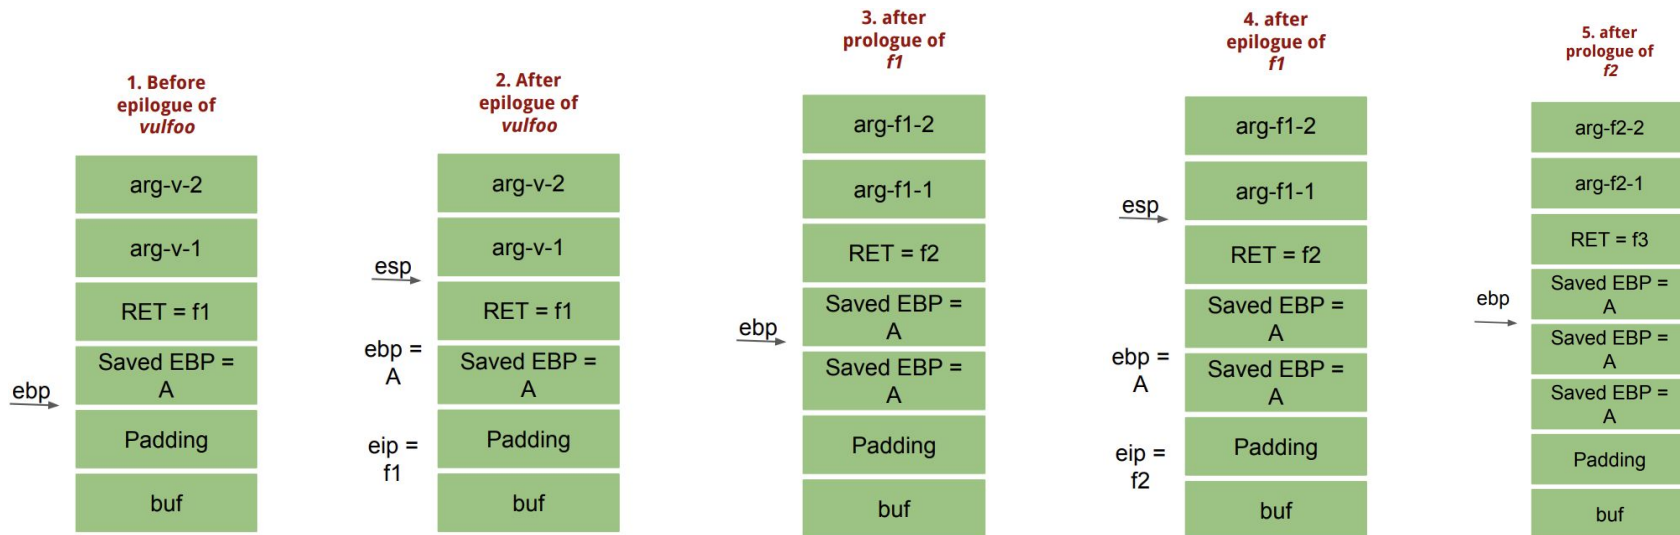 1. Before
epilogue of
vulfoo
arg-v-2
arg-v-1
RET = f1
Saved EBP =
A
ebp
Padding
buf
2. After
epilogue of
vulfoo
arg-v-2
esp
arg-v-1
RET = f1
ebp =
A
Saved EBP =
A
eip =
f1
Padding
buf
3. after
prologue of
f1
arg-f1-2
arg-f1-1
RET = f2
ebp
Saved EBP =
A
Saved EBP =
A
Padding
buf
4. after
epilogue of
f1
arg-f1-2
esp
arg-f1-1
RET = f2
Saved EBP =
A
ebp =
A
Saved EBP =
A
eip =
f2
Padding
buf
5. after
prologue of
f2
arg-f2-2
arg-f2-1
RET = f3
ebp
Saved EBP =
A
Saved EBP =
A
Saved EBP =
A
Padding
buf